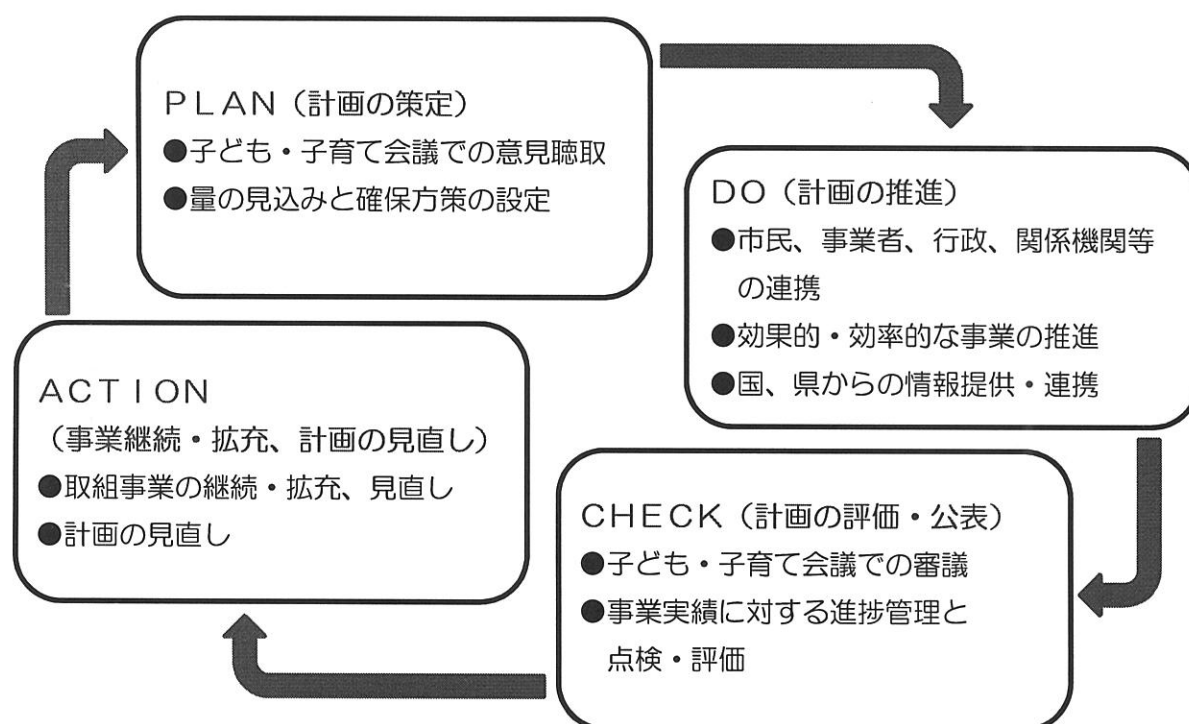 PLAN（計画の策定）
●子ども・子育て会議での意見聴取
●量の見込みと確保方策の設定
DO（計画の推進）
●市民、事業者、行政、関係機関等
の連携
●効果的・効率的な事業の推進
●国、県からの情報提供・連携
CHECK（計画の評価・公表）
●子ども・子育て会議での審議
●事業実績に対する進捗管理と
点検・評価
ACTION
（事業継続・拡充、計画の見直し）
●取組事業の継続・拡充、見直し
●計画の見直し